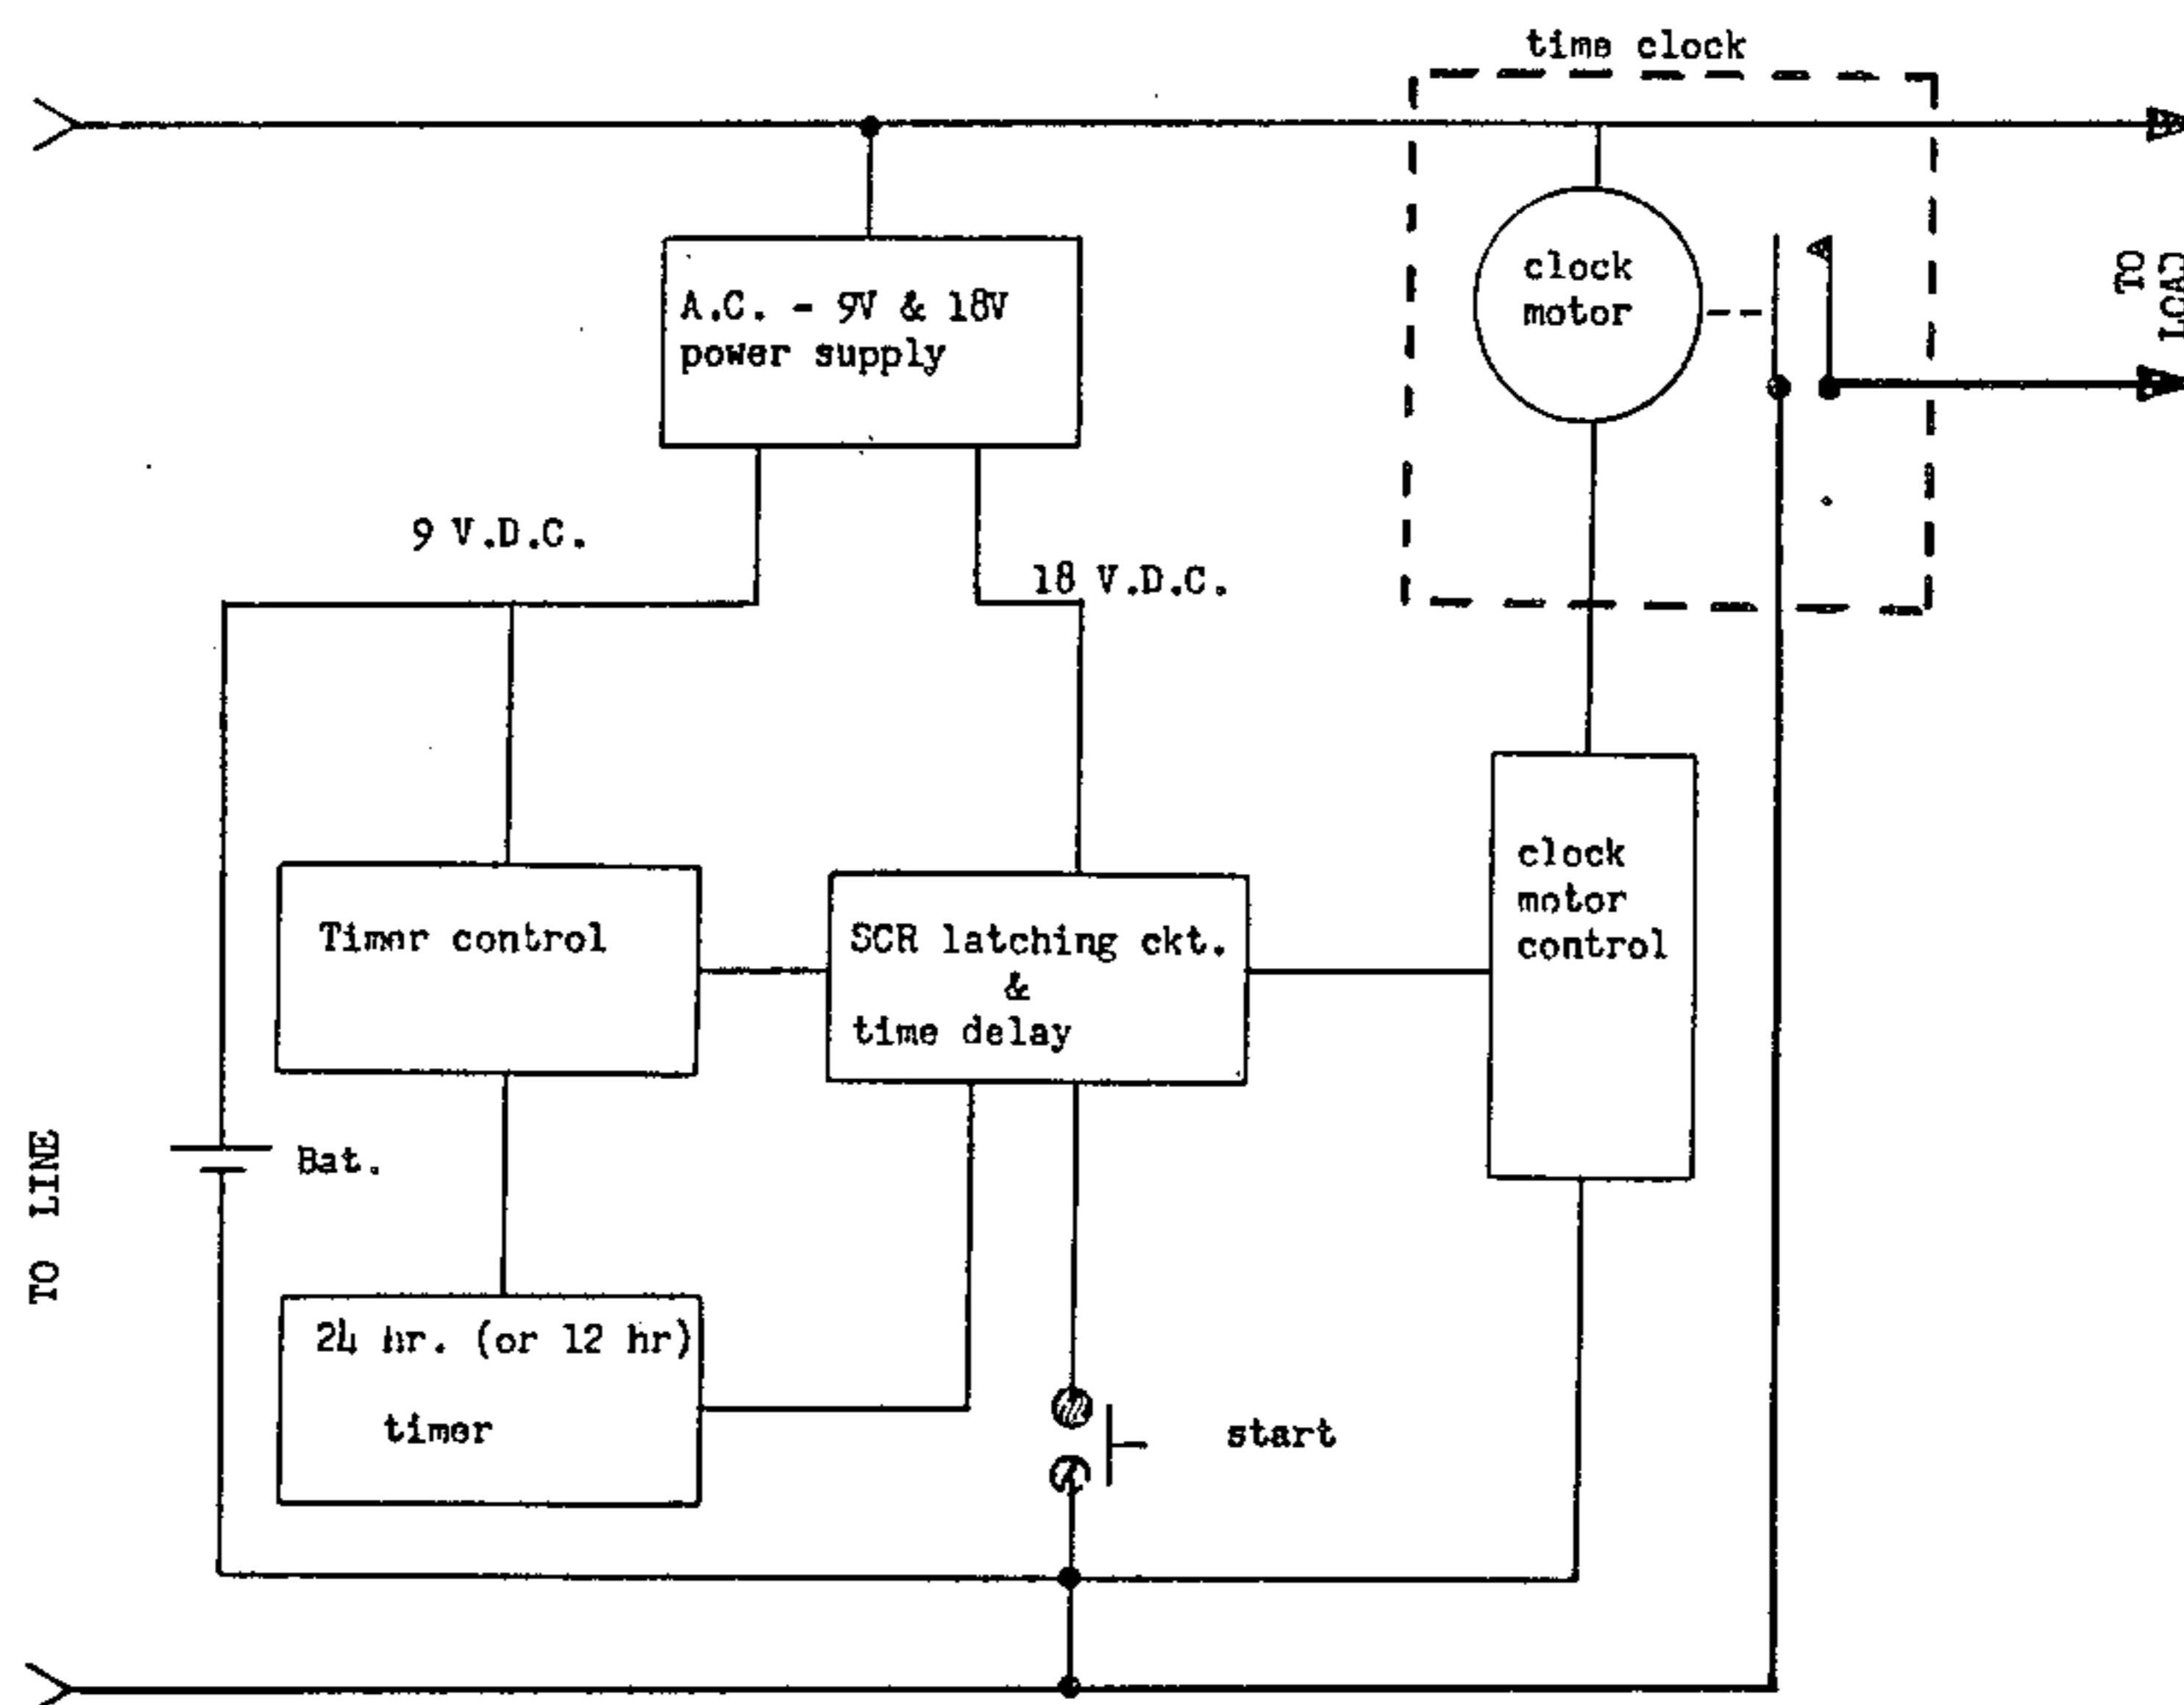 time clock
clock
motor
A.C. - 9V & 18V
power supply
TO
LOAD
9 V.D.C.
18 V.D.C.
Timer control
SCR latching ckt.
&
time delay
clock
motor
control
TO LINE
Bat.
24 hr. (or 12 hr)
timer
start